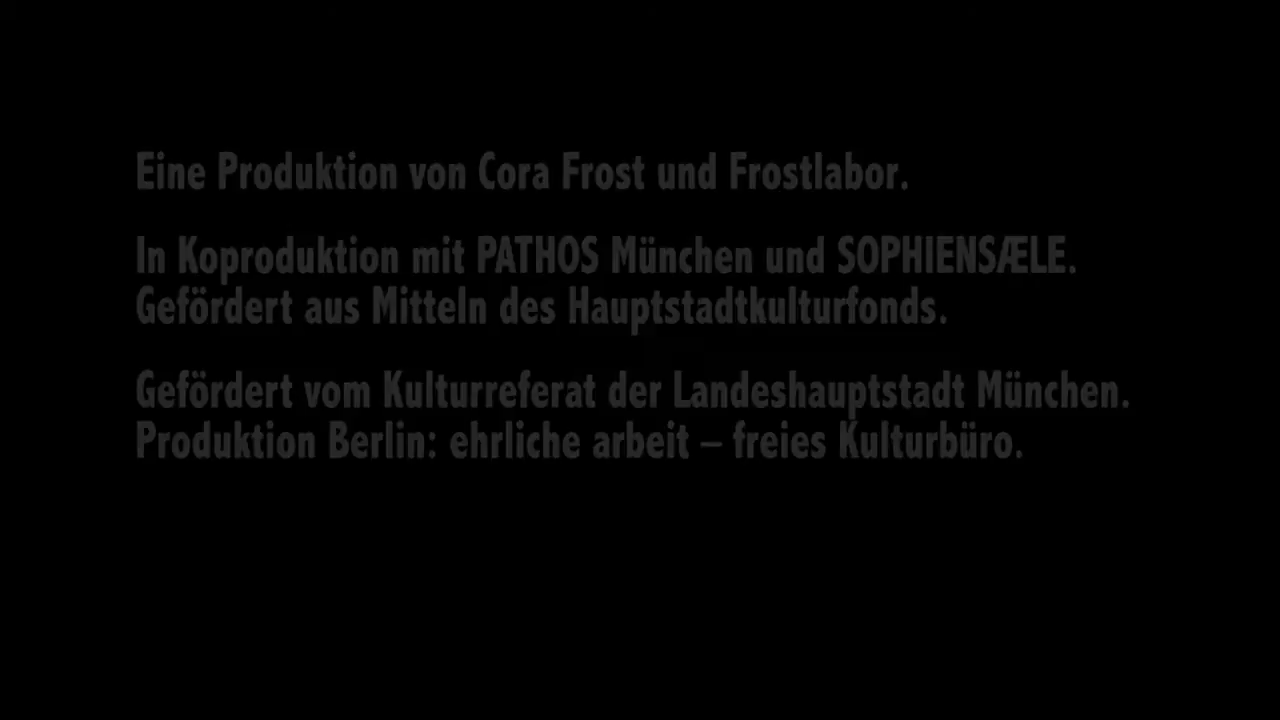 Eine Produktion von Cora Frost und Frostlabor.
In Koproduktion mit PATHOS München und SOPHIENSÆLE.
Gefördert aus Mitteln des Hauptstadtkulturfonds.
Gefördert vom Kulturreferat der Landeshauptstadt München.
Produktion Berlin: ehrliche arbeit – freies Kulturbüro.